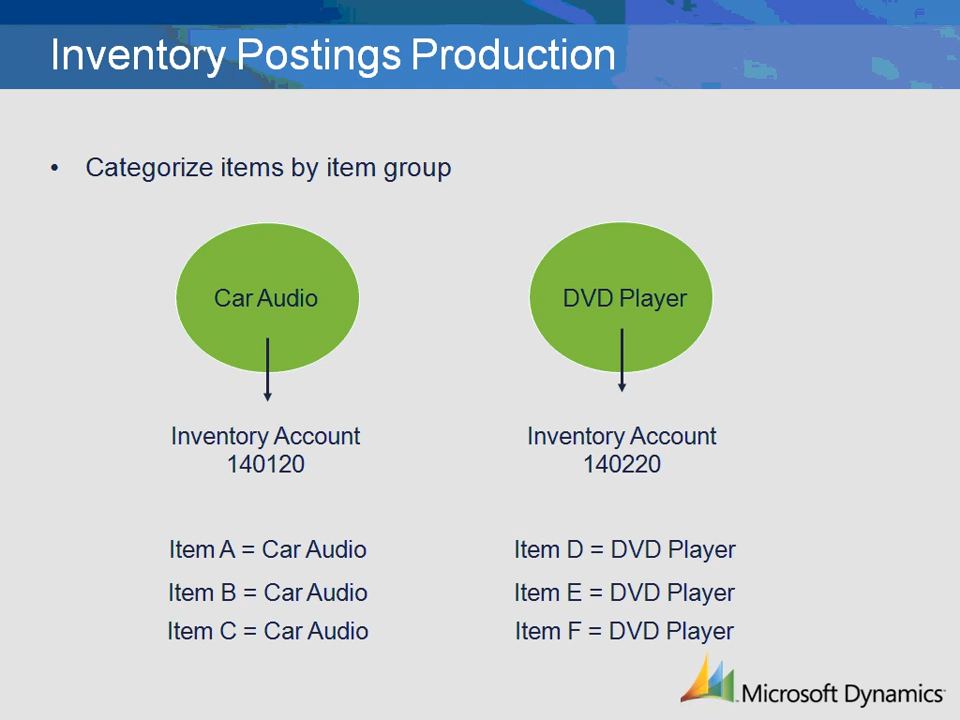 Inventory Postings Production
• Categorize items by item group
Car Audio
DVD Player
Inventory Account
140120
Inventory Account
140220
Item A = Car Audio
Item B = Car Audio
Item C = Car Audio
Item D = DVD Player
Item E = DVD Player
Item F = DVD Player
Microsoft Dynamics